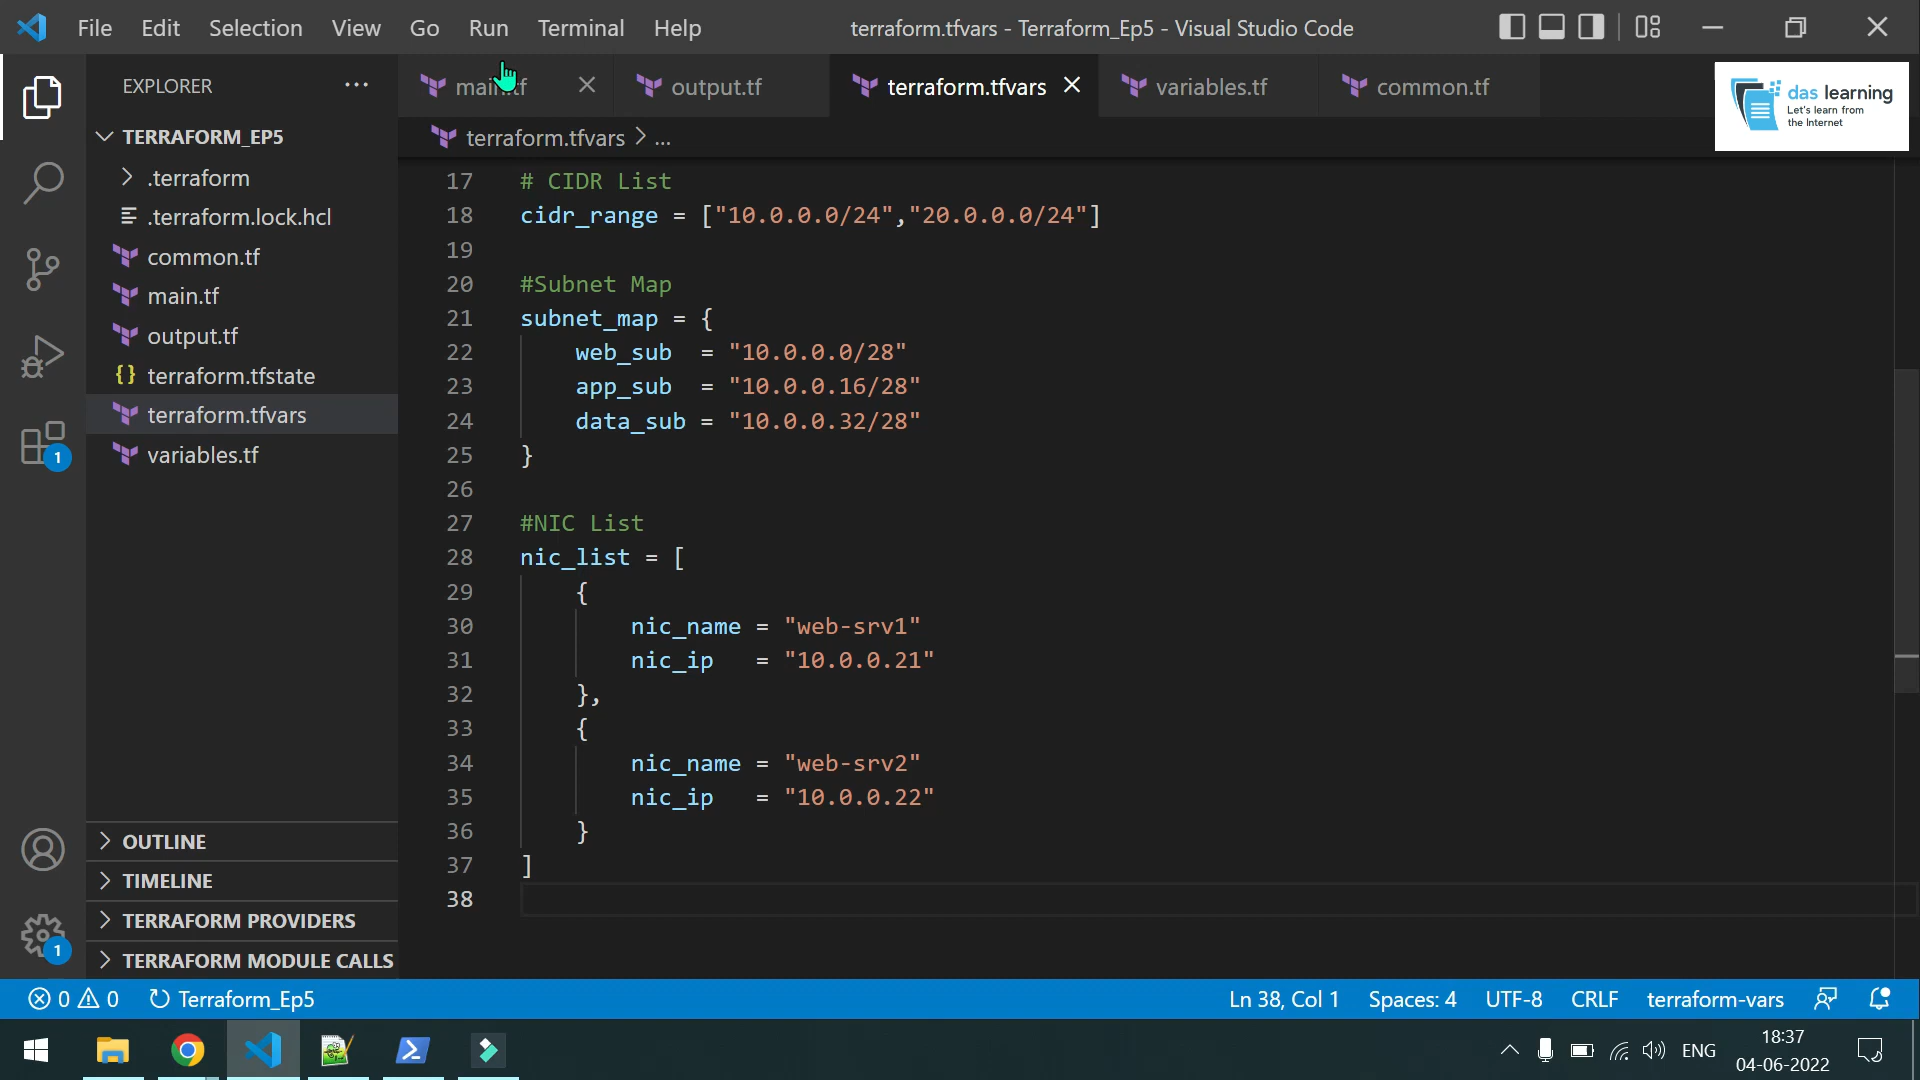 File Edit Selection View Go Run Terminal Help
terraform.tfvars - Terraform_Ep5 - Visual Studio Code
EXPLORER
TERRAFORM_EP5
.terraform
.terraform.lock.hcl
common.tf
main.tf
output.tf
{} terraform.tfstate
terraform.tfvars
variables.tf
OUTLINE
TIMELINE
TERRAFORM PROVIDERS
TERRAFORM MODULE CALLS
1
1
main.tf output.tf terraform.tfvars variables.tf common.tf
das learning
Let's learn from
the Internet
terraform.tfvars > ...
17 # CIDR List
18 cidr_range = ["10.0.0.0/24","20.0.0.0/24"]
19
20 #Subnet Map
21 subnet_map = {
22 web_sub = "10.0.0.0/28"
23 app_sub = "10.0.0.16/28"
24 data_sub = "10.0.0.32/28"
25 }
26
27 #NIC List
28 nic_list = [
29 {
30 nic_name = "web-srv1"
31 nic_ip = "10.0.0.21"
32 },
33 {
34 nic_name = "web-srv2"
35 nic_ip = "10.0.0.22"
36 }
37 ]
38
0 0 Terraform_Ep5
Ln 38, Col 1 Spaces: 4 UTF-8 CRLF terraform-vars
ENG
18:37
04-06-2022